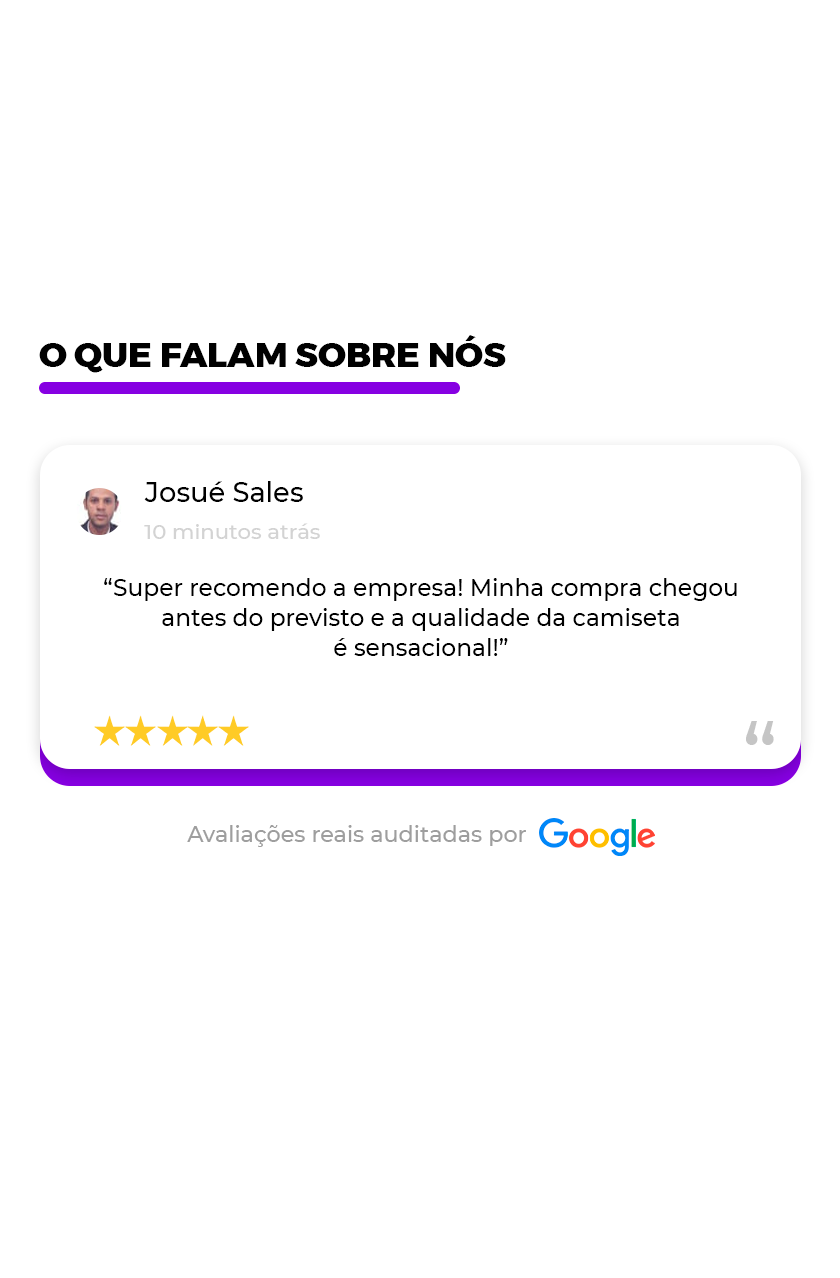 O QUE FALAM SOBRE NÓS
Josué Sales
10 minutos atrás
“Super recomendo a empresa! Minha compra chegou
antes do previsto e a qualidade da camiseta
é sensacional!”
“
Avaliações reais auditadas por Google